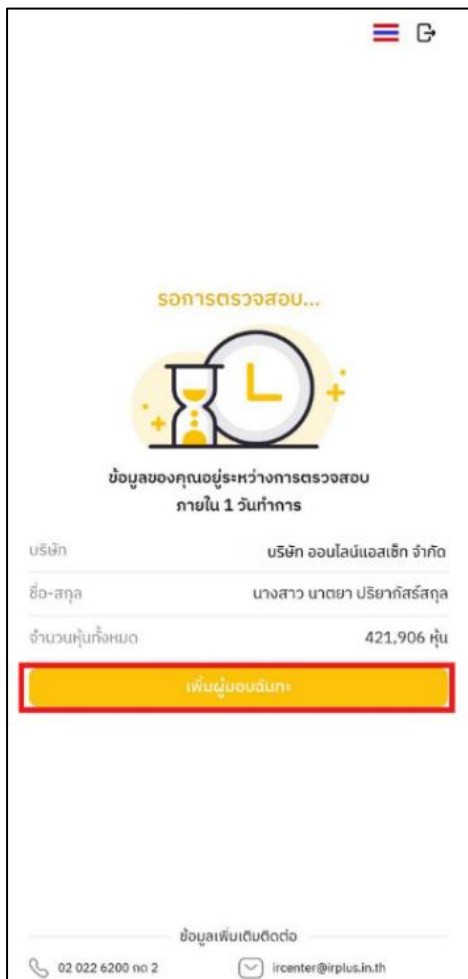 รอการตรวจสอบ...
ข้อมูลของคุณอยู่ระหว่างการตรวจสอบ
ภายใน 1 วันทำการ
บริษัท บริษัท ออนไลน์แอสเซ็ท จำกัด
ชื่อ-สกุล นางสาว นาตยา ปริยาภัสร์สกุล
จำนวนหุ้นทั้งหมด 421,906 หุ้น
เพิ่มผู้มอบฉันทะ
ข้อมูลเพิ่มเติมติดต่อ
02 022 6200 กด 2 ircenter@irplus.in.th